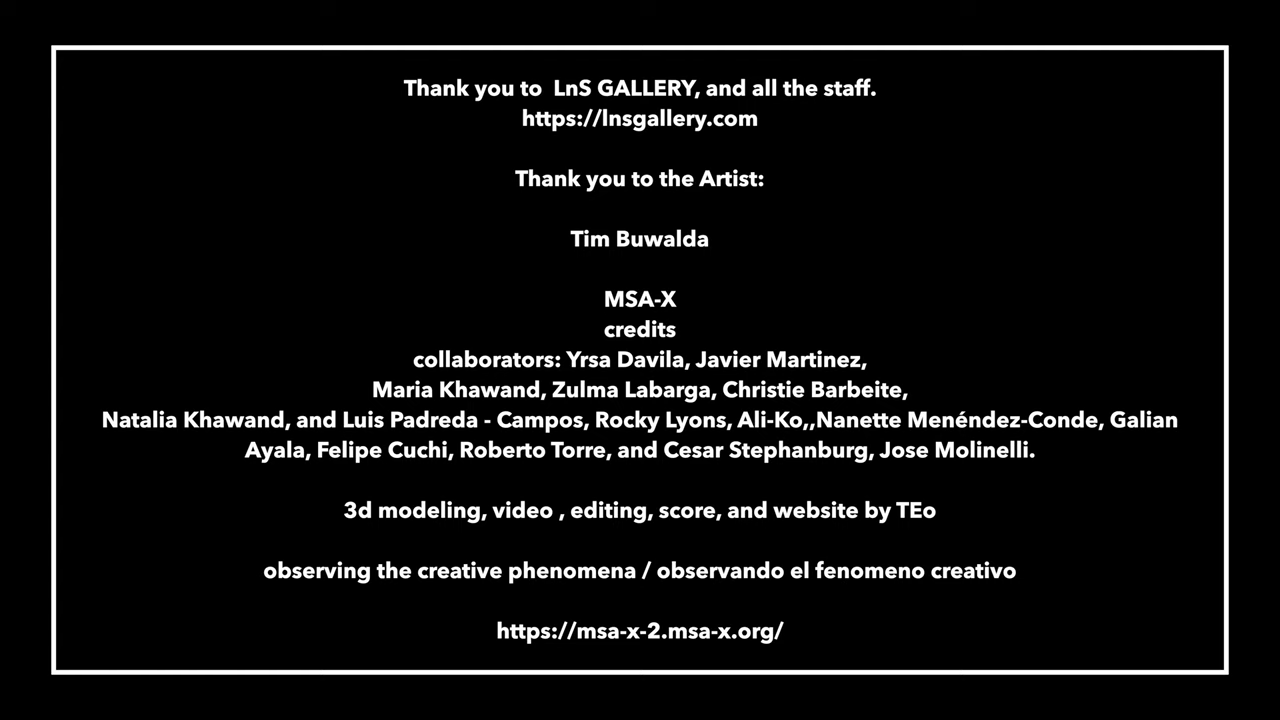 Thank you to  LnS GALLERY, and all the staff.
https://lnsgallery.com
Thank you to the Artist:
Tim Buwalda
MSA-X
credits
collaborators: Yrsa Davila, Javier Martinez,
Maria Khawand, Zulma Labarga, Christie Barbeite,
Natalia Khawand, and Luis Padreda - Campos, Rocky Lyons, Ali-Ko,,Nanette Menéndez-Conde, Galian
Ayala, Felipe Cuchi, Roberto Torre, and Cesar Stephanburg, Jose Molinelli.
3d modeling, video , editing, score, and website by TEo
observing the creative phenomena / observando el fenomeno creativo
https://msa-x-2.msa-x.org/